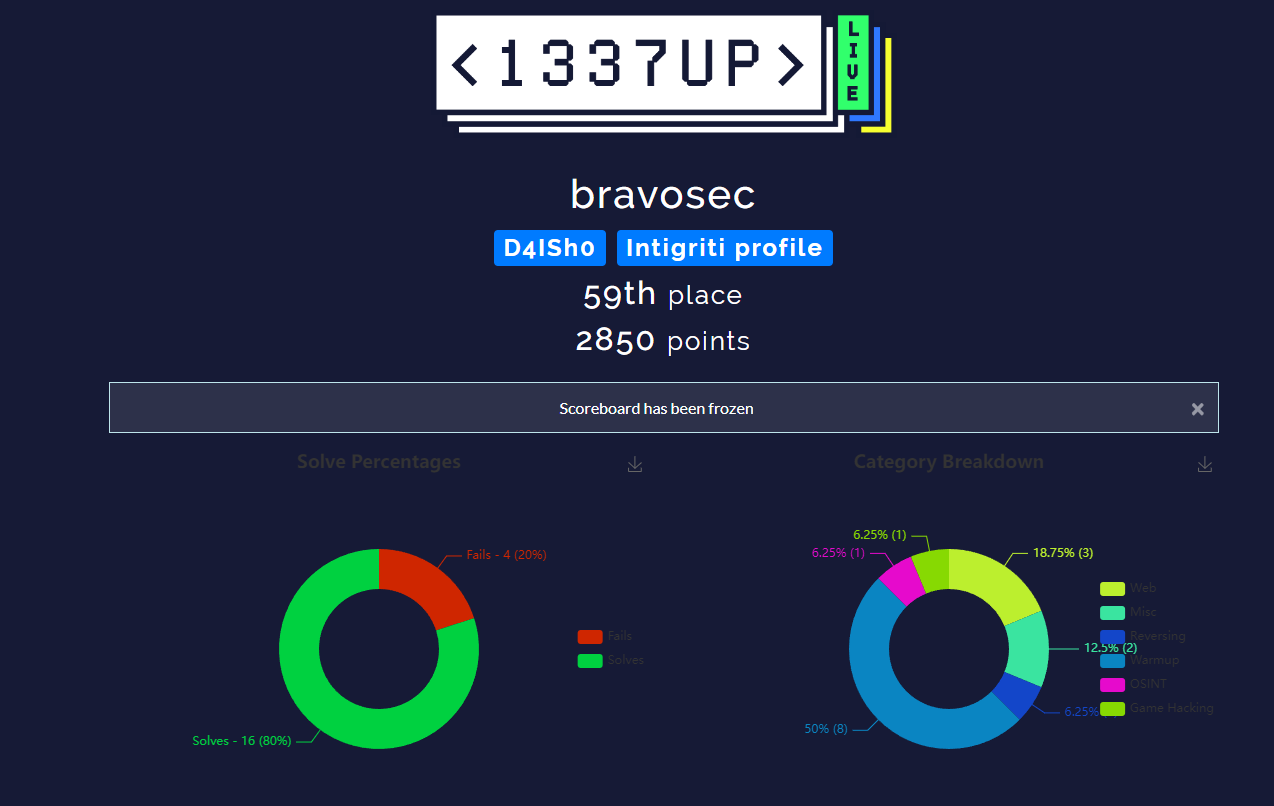 <1337UP>
LIVE
bravosec
D4ISh0 Intigriti profile
59th place
2850 points
Scoreboard has been frozen
×
Solve Percentages
Fails - 4 (20%)
Fails
Solves
Solves - 16 (80%)
Category Breakdown
6.25% (1)
6.25% (1)
18.75% (3)
Web
Misc
Reversing
12.5% (2)
Warmup
OSINT
6.25%
Game Hacking
50% (8)